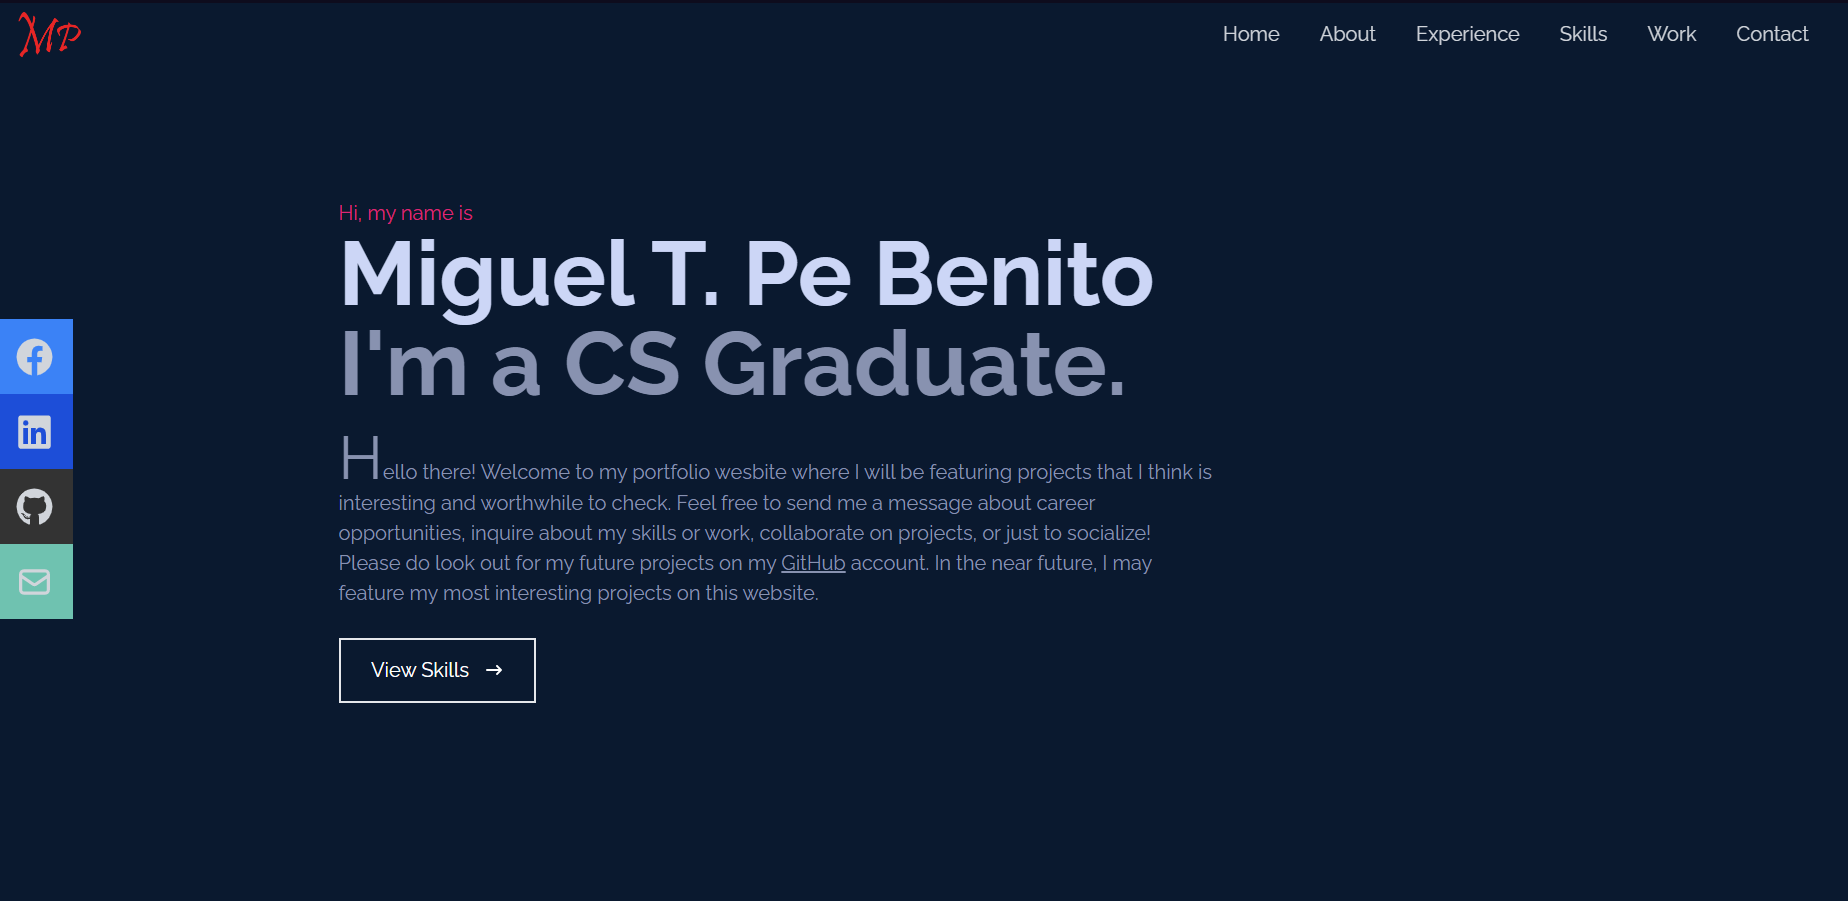 MP
Home About Experience Skills Work Contact
Hi, my name is
Miguel T. Pe Benito
I'm a CS Graduate.
Hello there! Welcome to my portfolio wesbite where I will be featuring projects that I think is
interesting and worthwhile to check. Feel free to send me a message about career
opportunities, inquire about my skills or work, collaborate on projects, or just to socialize!
Please do look out for my future projects on my GitHub account. In the near future, I may
feature my most interesting projects on this website.
in
View Skills →